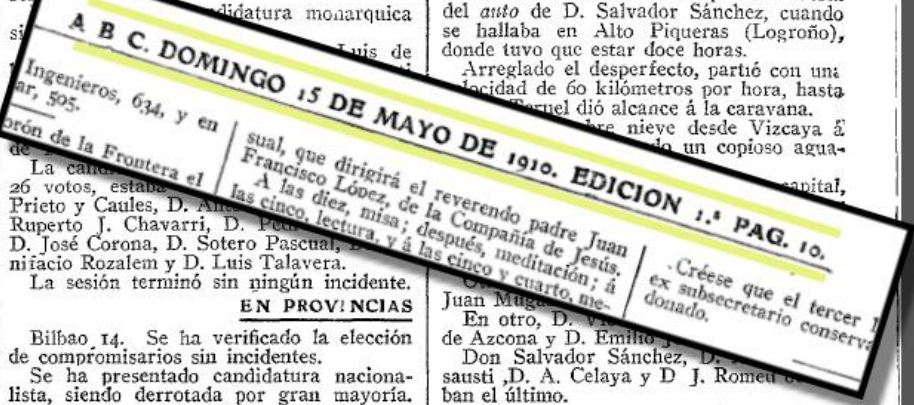 didatura monarquica
Luis de
La
26 votos,
Prieto y Caules, D.
Ruperto J. Chavarri, D.
D. José Corona, D. Sotero Pascual,
nifacio Rozalem y D. Luis Talavera.
La sesión terminó sin ningún incidente.
EN PROVINCIAS
Bilbao 14. Se ha verificado la elección
de compromisarios sin incidentes.
Se ha presentado candidatura naciona-
lista, siendo derrotada por gran mayoría.
del auto de D. Salvador Sánchez, cuando
se hallaba en Alto Piqueras (Logroño),
donde tuvo que estar doce horas.
Arreglado el desperfecto, partió con una
locidad de 60 kilómetros por hora, hasta
Teruel dió alcance á la caravana.
nieve desde Vizcaya á
un copioso agua-
apital,
Juan
En otro, D.
de Azcona y D. Emilio
Don Salvador Sánchez, D.
sausti ,D. A. Celaya y D J. Romeu
ban el último.
A B C. DOMINGO 15 DE MAYO DE 1910. EDICION 1.ª PAG. 10.
Ingenieros, 634, y en
ar, 505.
orón de la Frontera el
sual, que dirigirá el reverendo padre Juan
Francisco López, de la Compañía de Jesús.
A las diez, misa; después, meditación; á
las cinco, lectura, y á las cinco y cuarto, me-
Créese que el tercer
ex subsecretario conserva
donado.